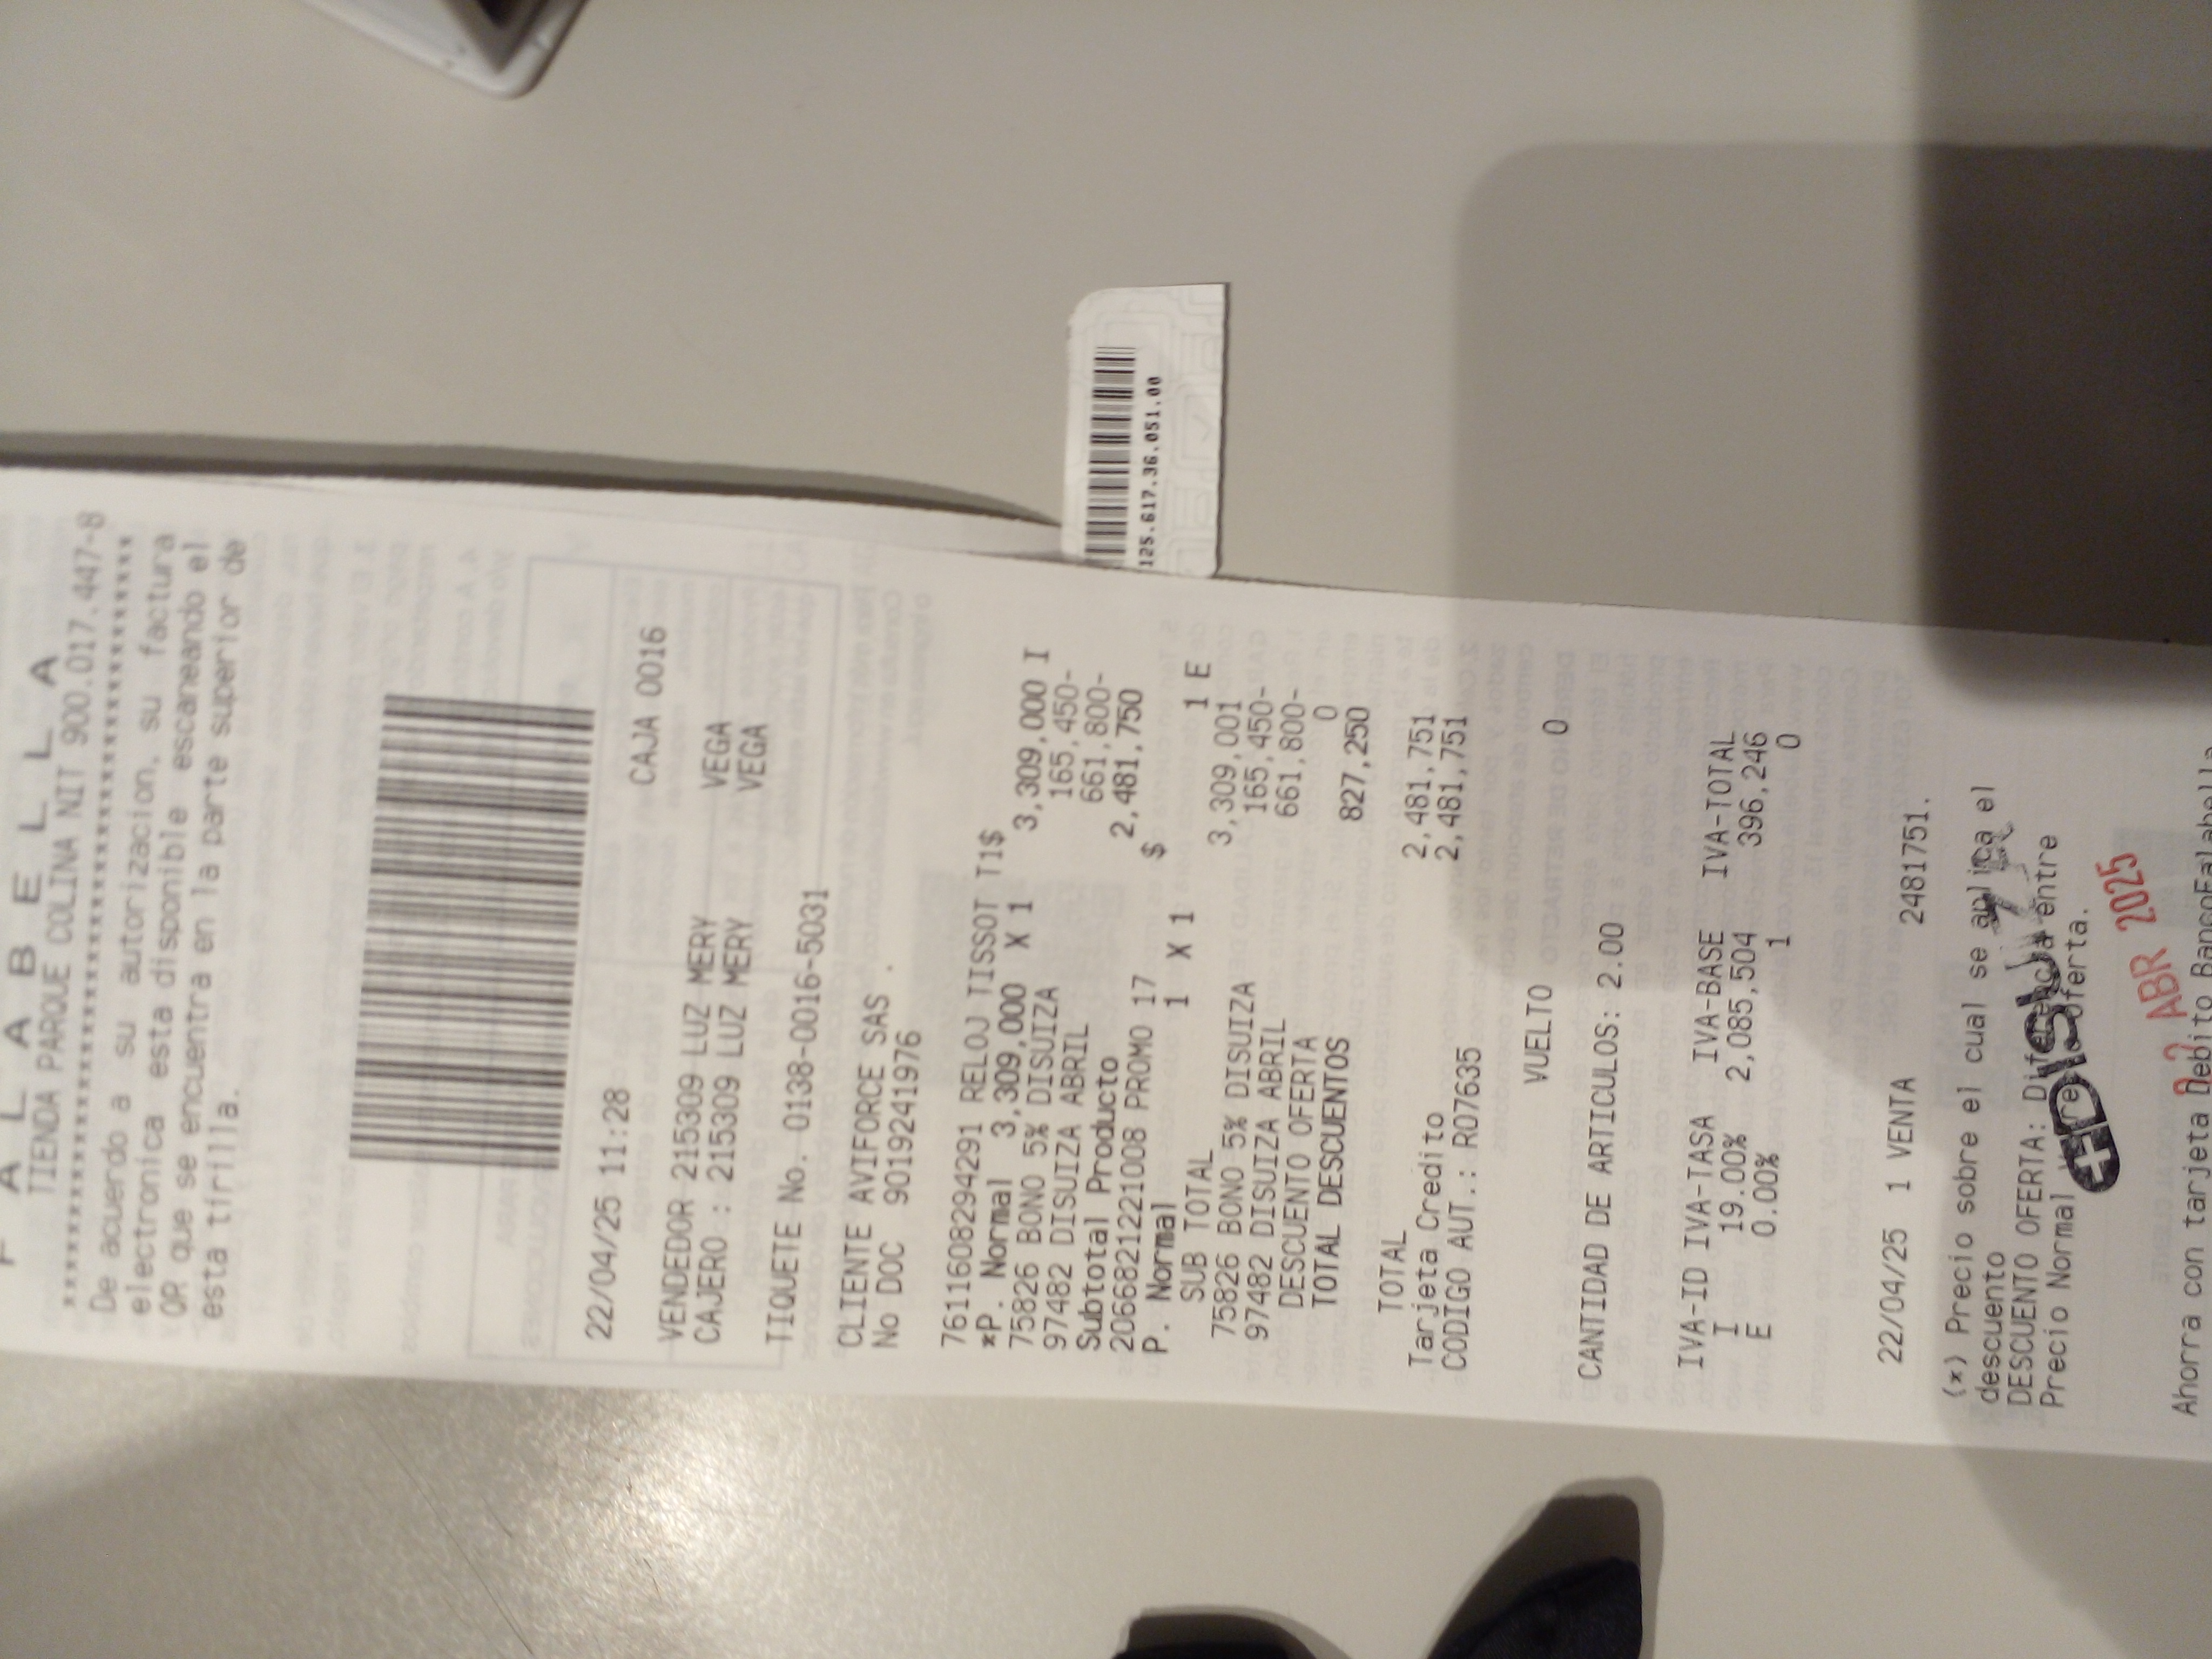 F A L A B E L L A
TIENDA PARQUE COLINA NIT 900.017.447-8
De acuerdo a su autorizacion, su factura
electronica esta disponible escaneando el
QR que se encuentra en la parte superior de
esta tirilla.
22/04/25 11:28
CAJA 0016
VENDEDOR 215309 LUZ MERY VEGA
CAJERO : 215309 LUZ MERY VEGA
TIQUETE No. 0138-0016-5031
CLIENTE AVIFORCE SAS .
No DOC 9019241976
7611608294291 RELOJ TISSOT T1$
*P. Normal 3,309,000 X 1 3,309,000 I
75826 BONO 5% DISUIZA 165,450-
97482 DISUIZA ABRIL 661,800-
Subtotal Producto 2,481,750
2066821221008 PROMO 17 $
P. Normal 1 X 1 1 E
SUB TOTAL 3,309,001
75826 BONO 5% DISUIZA 165,450-
97482 DISUIZA ABRIL 661,800-
DESCUENTO OFERTA 0
TOTAL DESCUENTOS 827,250
TOTAL 2,481,751
Tarjeta Credito 2,481,751
CODIGO AUT.: R07635
VUELTO 0
CANTIDAD DE ARTICULOS: 2.00
IVA-ID IVA-TASA IVA-BASE IVA-TOTAL
I 19.00% 2,085,504 396,246
E 0.00% 1 0
0
22/04/25 1 VENTA 2481751.
(*) Precio sobre el cual se aplica el
descuento
DESCUENTO OFERTA: Diferencia entre
Precio Normal Precio Oferta.
ABR 2025
Ahorra con tarjeta Debito BancoFalabella
125.617.36.051.00